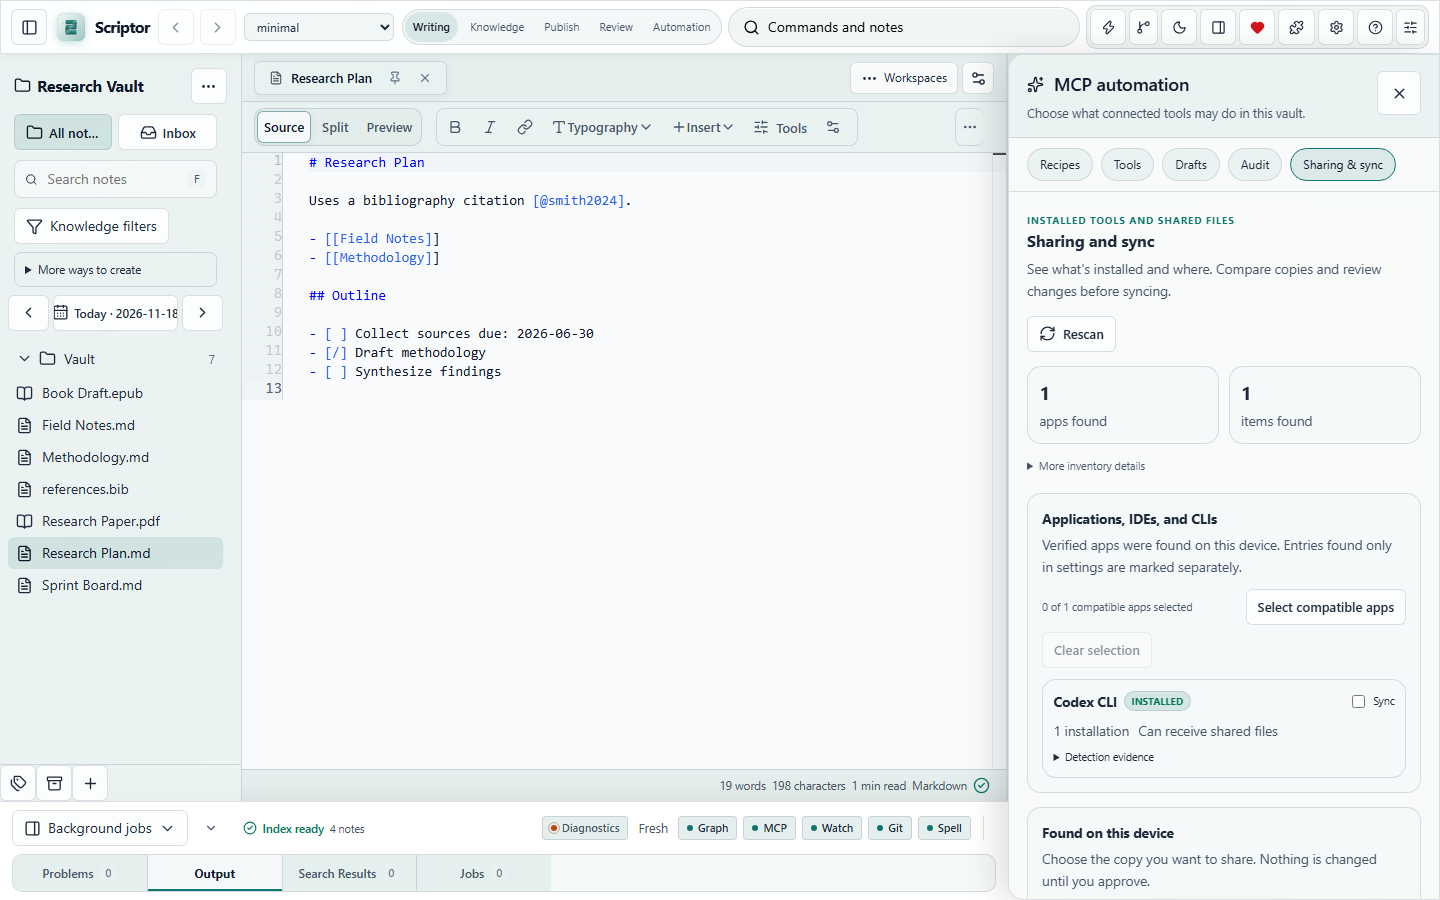 Scriptor
minimal
Writing
Knowledge
Publish
Review
Automation
Commands and notes
Research Vault
All not...
Inbox
Search notes
F
Knowledge filters
More ways to create
Today · 2026-11-18
Vault
7
Book Draft.epub
Field Notes.md
Methodology.md
references.bib
Research Paper.pdf
Research Plan.md
Sprint Board.md
Research Plan
Workspaces
Source
Split
Preview
Typography
Insert
Tools
1 # Research Plan
2
3 Uses a bibliography citation [@smith2024].
4
5 - [[Field Notes]]
6 - [[Methodology]]
7
8 ## Outline
9
10 - [ ] Collect sources due: 2026-06-30
11 - [/] Draft methodology
12 - [ ] Synthesize findings
13
19 words 198 characters 1 min read Markdown
Background jobs
Index ready 4 notes
Diagnostics
Fresh
Graph
MCP
Watch
Git
Spell
Problems 0
Output
Search Results 0
Jobs 0
MCP automation
Choose what connected tools may do in this vault.
Recipes
Tools
Drafts
Audit
Sharing & sync
INSTALLED TOOLS AND SHARED FILES
Sharing and sync
See what's installed and where. Compare copies and review
changes before syncing.
Rescan
1
apps found
1
items found
More inventory details
Applications, IDEs, and CLIs
Verified apps were found on this device. Entries found only
in settings are marked separately.
0 of 1 compatible apps selected
Select compatible apps
Clear selection
Codex CLI
INSTALLED
Sync
1 installation Can receive shared files
Detection evidence
Found on this device
Choose the copy you want to share. Nothing is changed
until you approve.